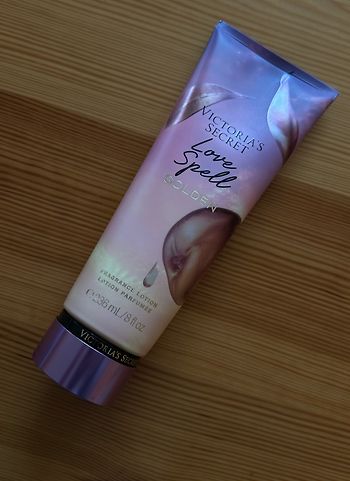 VICTORIA'S
SECRET
Love
Spell
GOLDEN
FRAGRANCE LOTION
LOTION PARFUMÉE
℮ 236 mL/8 fl oz
VICTORIA'S SECRET